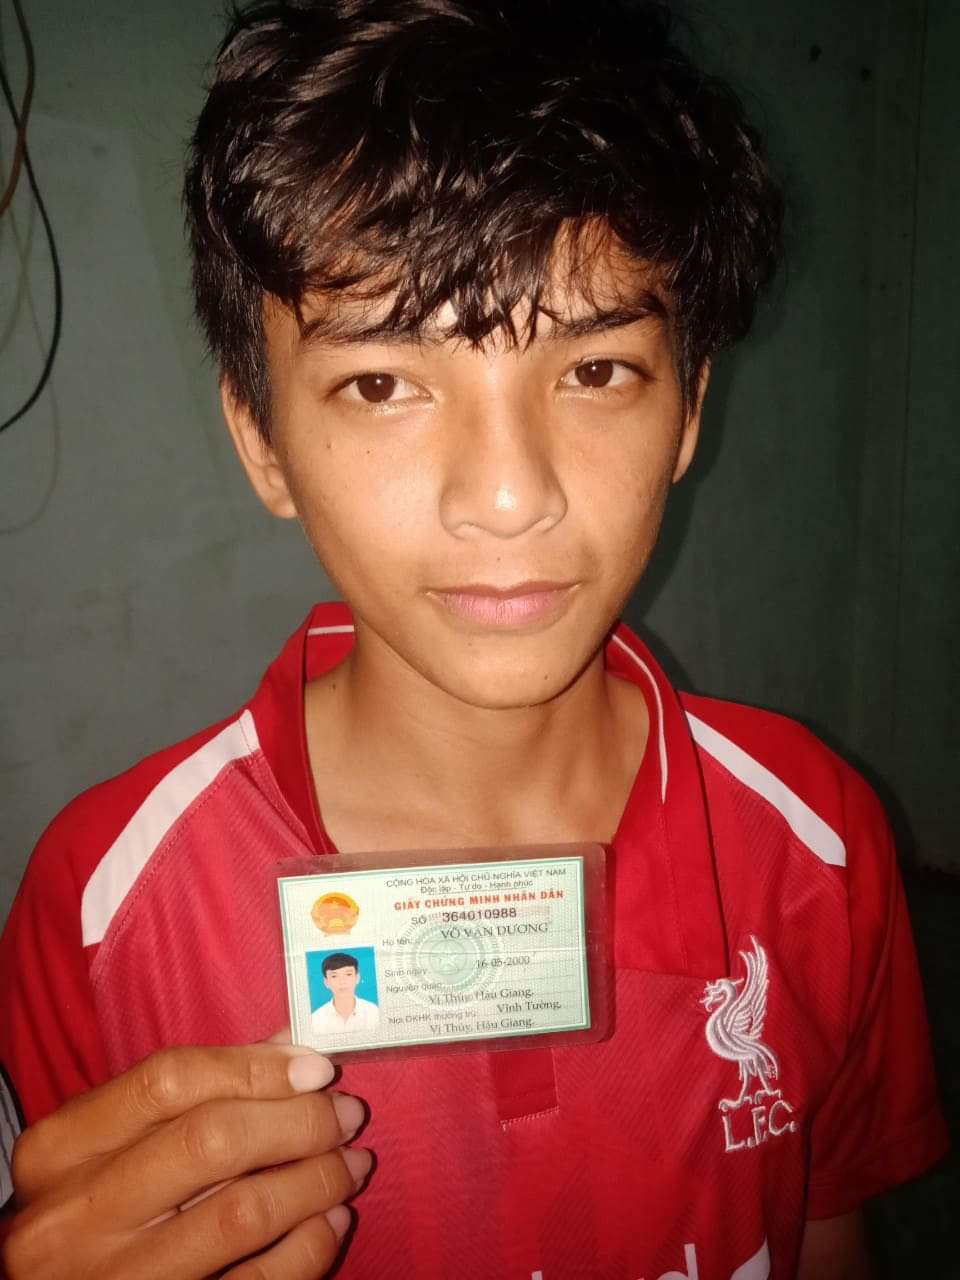 CỘNG HÒA XÃ HỘI CHỦ NGHĨA VIỆT NAM
Độc lập - Tự do - Hạnh phúc
GIẤY CHỨNG MINH NHÂN DÂN
SỐ 364010988
Họ tên: VÕ VĂN DƯƠNG
Sinh ngày 16-05-2000
Nguyên quán
Vị Thủy, Hậu Giang.
Nơi ĐKHK thường trú Vĩnh Tường,
Vị Thủy, Hậu Giang.
L.F.C.